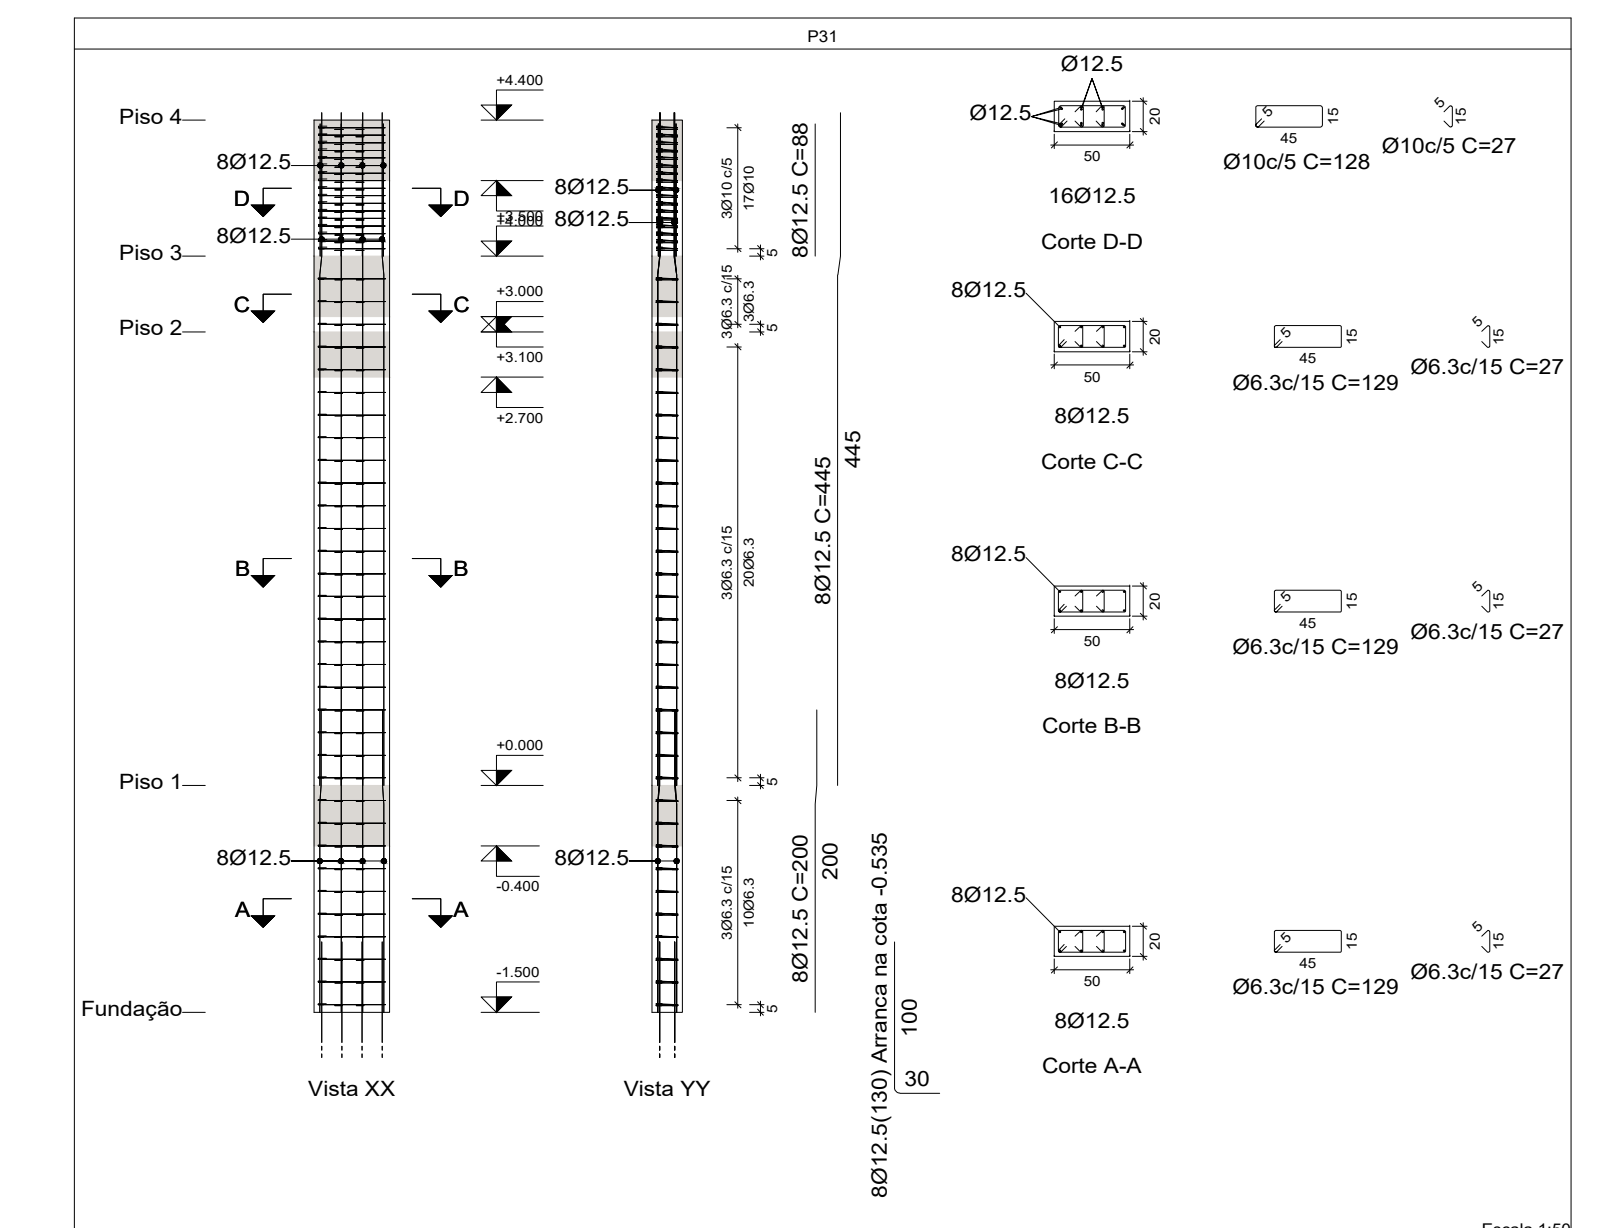 P31
Piso 4
+4.400
8Ø12.5
D
D
8Ø12.5
Piso 3
+3.500
+4.000
C
C
Piso 2
+3.000
+3.100
+2.700
B
B
Piso 1
+0.000
8Ø12.5
-0.400
A
A
Fundação
-1.500
Vista XX
8Ø12.5
8Ø12.5
8Ø12.5
Vista YY
3Ø10 c/5
17Ø10
5
3Ø6.3 c/15
3Ø6.3
5
3Ø6.3 c/15
20Ø6.3
5
3Ø6.3 c/15
10Ø6.3
5
8Ø12.5 C=88
8Ø12.5 C=445
445
8Ø12.5 C=200
200
8Ø12.5(130) Arranca na cota -0.535
100
30
Ø12.5
Ø12.5
20
50
16Ø12.5
Corte D-D
5
15
45
Ø10c/5 C=128
5
15
Ø10c/5 C=27
8Ø12.5
20
50
8Ø12.5
Corte C-C
5
15
45
Ø6.3c/15 C=129
5
15
Ø6.3c/15 C=27
8Ø12.5
20
50
8Ø12.5
Corte B-B
5
15
45
Ø6.3c/15 C=129
5
15
Ø6.3c/15 C=27
8Ø12.5
20
50
8Ø12.5
Corte A-A
5
15
45
Ø6.3c/15 C=129
5
15
Ø6.3c/15 C=27